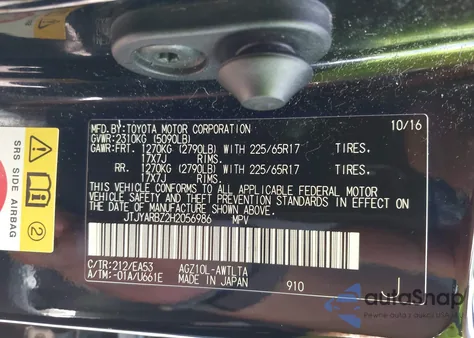 MFD.BY:TOYOTA MOTOR CORPORATION 10/16
GVWR:2310KG (5090LB)
GAWR:FRT. 1270KG (2790LB) WITH 225/65R17 TIRES.
17X7J RIMS.
RR. 1270KG (2790LB) WITH 225/65R17 TIRES.
17X7J RIMS.
THIS VEHICLE CONFORMS TO ALL APPLICABLE FEDERAL MOTOR
VEHICLE SAFETY AND THEFT PREVENTION STANDARDS IN EFFECT
ON THE DATE OF MANUFACTURE SHOWN ABOVE.
JTJYARBZ2H2056986 MPV
C/TR:212/EA53 AGZ10L-AWTLTA
A/TM:-01A/U661E MADE IN JAPAN 910
SRS SIDE AIRBAG
2
autoSnap